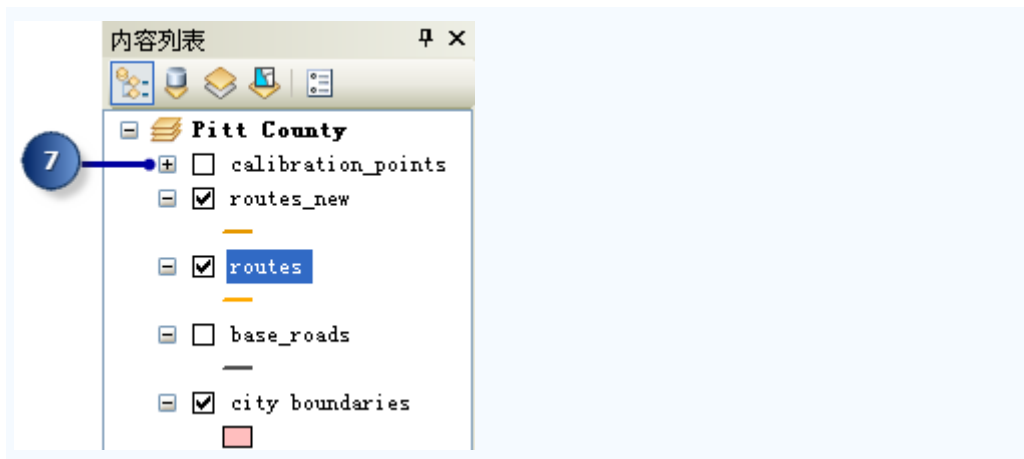 内容列表
Pitt County
7
calibration_points
routes_new
routes
base_roads
city boundaries